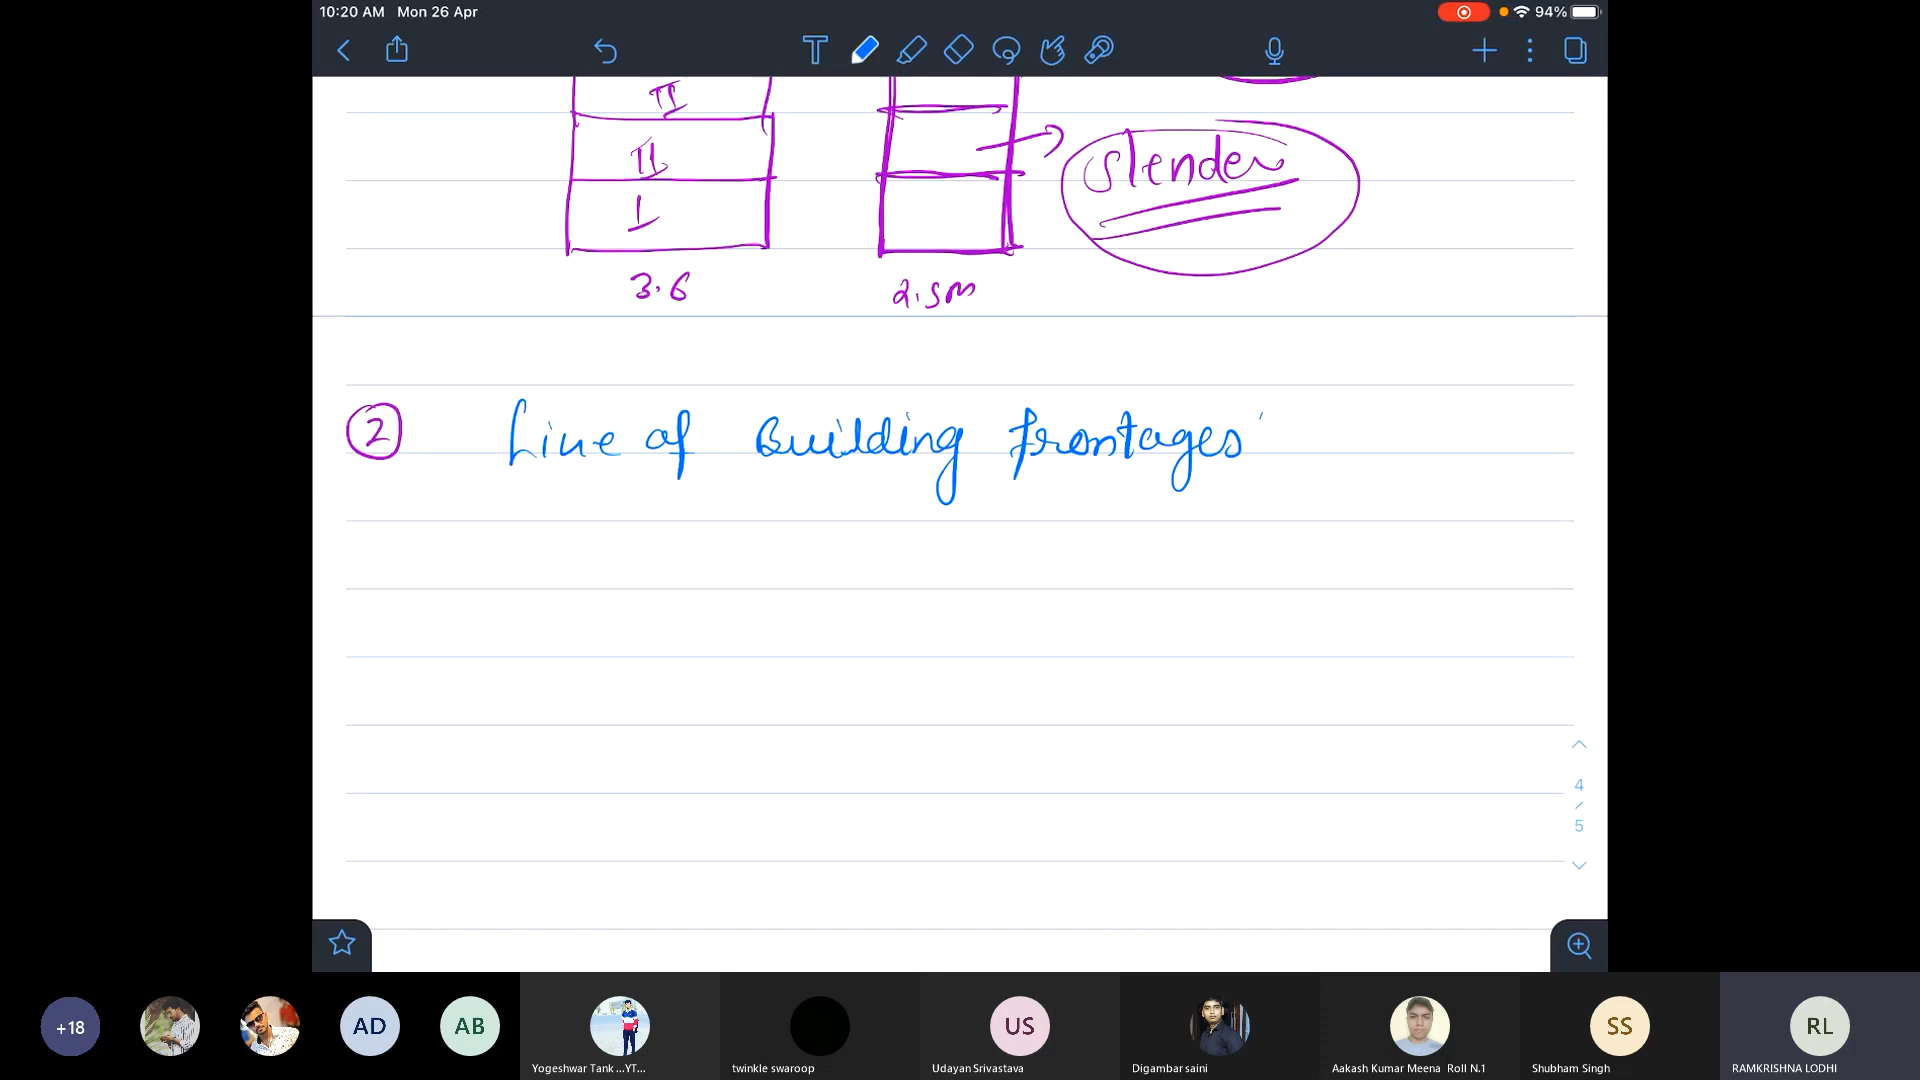 10:20 AM Mon 26 Apr
94%
II
II
I
Slender
3.6
2.5m
2 Line of Building frontages
4
5
+18
AD
AB
US
SS
RL
Yogeshwar Tank ...YT...
twinkle swaroop
Udayan Srivastava
Digambar saini
Aakash Kumar Meena Roll N.1
Shubham Singh
RAMKRISHNA LODHI